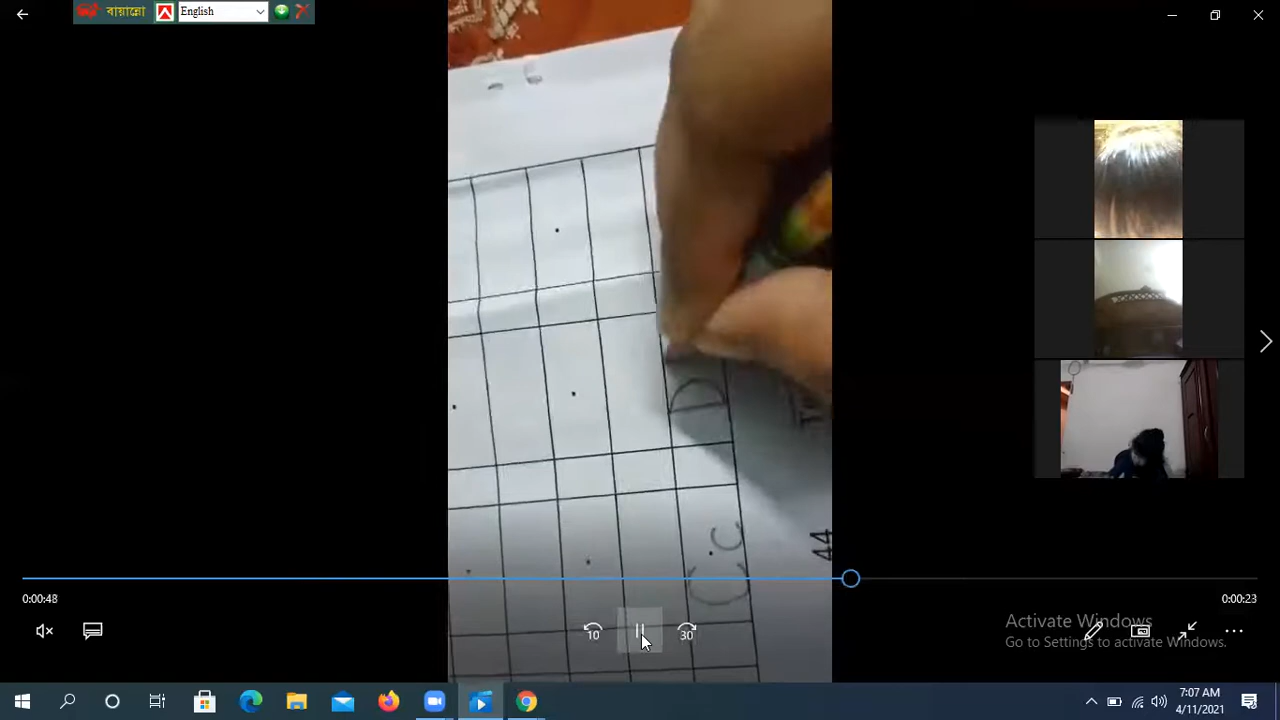 বায়ান্নো
English
D
C c
44
0:00:48
0:00:23
10
30
Activate Windows
Go to Settings to activate Windows.
7:07 AM
4/11/2021